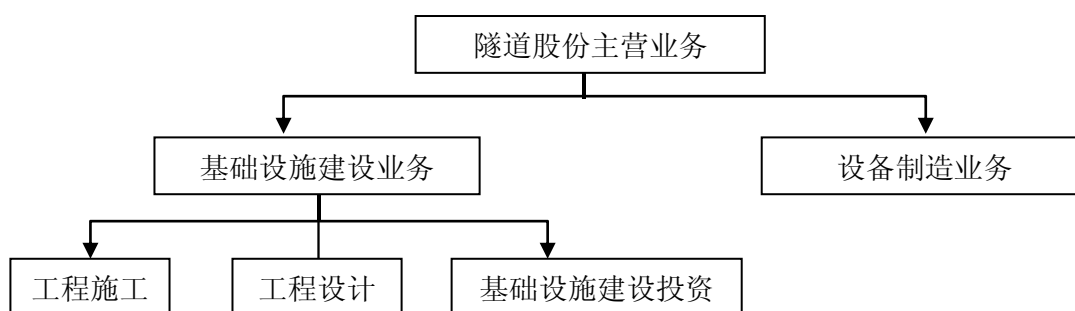 隧道股份主营业务
基础设施建设业务
设备制造业务
工程施工
工程设计
基础设施建设投资